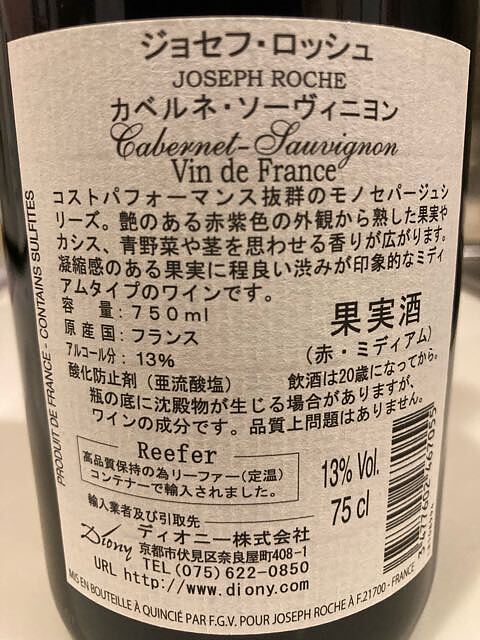 ジョセフ・ロッシュ
JOSEPH ROCHE
カベルネ・ソーヴィニヨン
Cabernet-Sauvignon
Vin de France
コストパフォーマンス抜群のモノセパージュシ
リーズ。艶のある赤紫色の外観から熟した果実や
カシス、青野菜や茎を思わせる香りが広がります。
凝縮感のある果実に程良い渋みが印象的なミディ
アムタイプのワインです。
容　量：750ml
原産国：フランス
アルコール分：13%
果実酒
（赤・ミディアム）
酸化防止剤（亜硫酸塩）　飲酒は20歳になってから。
瓶の底に沈殿物が生じる場合がありますが、
ワインの成分です。品質上問題はありません。
Reefer
高品質保持の為リーファー（定温）
コンテナーで輸入されました。
13% Vol.
75 cl
輸入業者及び引取先
Diony ディオニー株式会社
京都市伏見区奈良屋町408-1
TEL (075) 622-0850
URL http://www.diony.com
MIS EN BOUTEILLE À QUINCIÉ PAR F.G.V. POUR JOSEPH ROCHE À F.21700 - FRANCE
PRODUIT DE FRANCE - CONTAINS SULFITES